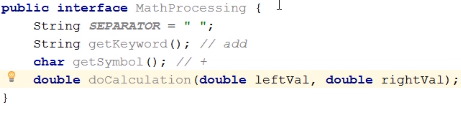 public interface MathProcessing {
    String SEPARATOR = " ";
    String getKeyword(); // add
    char getSymbol(); // +
    double doCalculation(double leftVal, double rightVal);
}